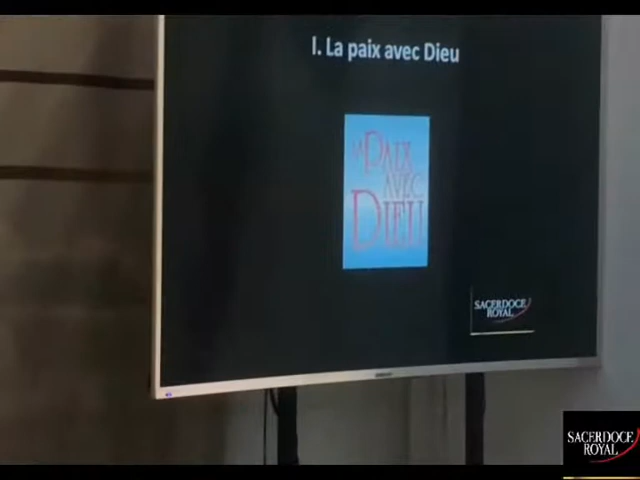 I. La paix avec Dieu
LA PAIX
AVEC
DIEU
SACERDOCE
ROYAL
SACERDOCE
ROYAL